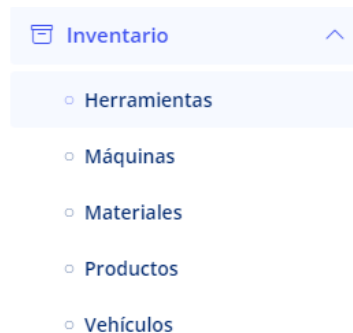 Inventario
Herramientas
Máquinas
Materiales
Productos
Vehículos